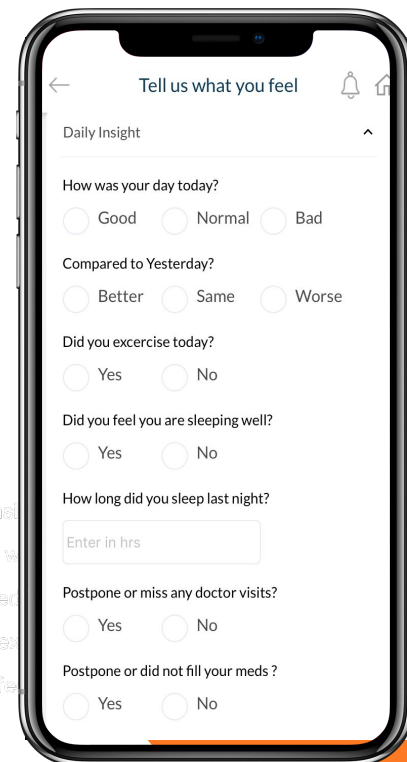 Tell us what you feel
Daily Insight
How was your day today?
Good Normal Bad
Compared to Yesterday?
Better Same Worse
Did you excercise today?
Yes No
Did you feel you are sleeping well?
Yes No
How long did you sleep last night?
Enter in hrs
Postpone or miss any doctor visits?
Yes No
Postpone or did not fill your meds ?
Yes No